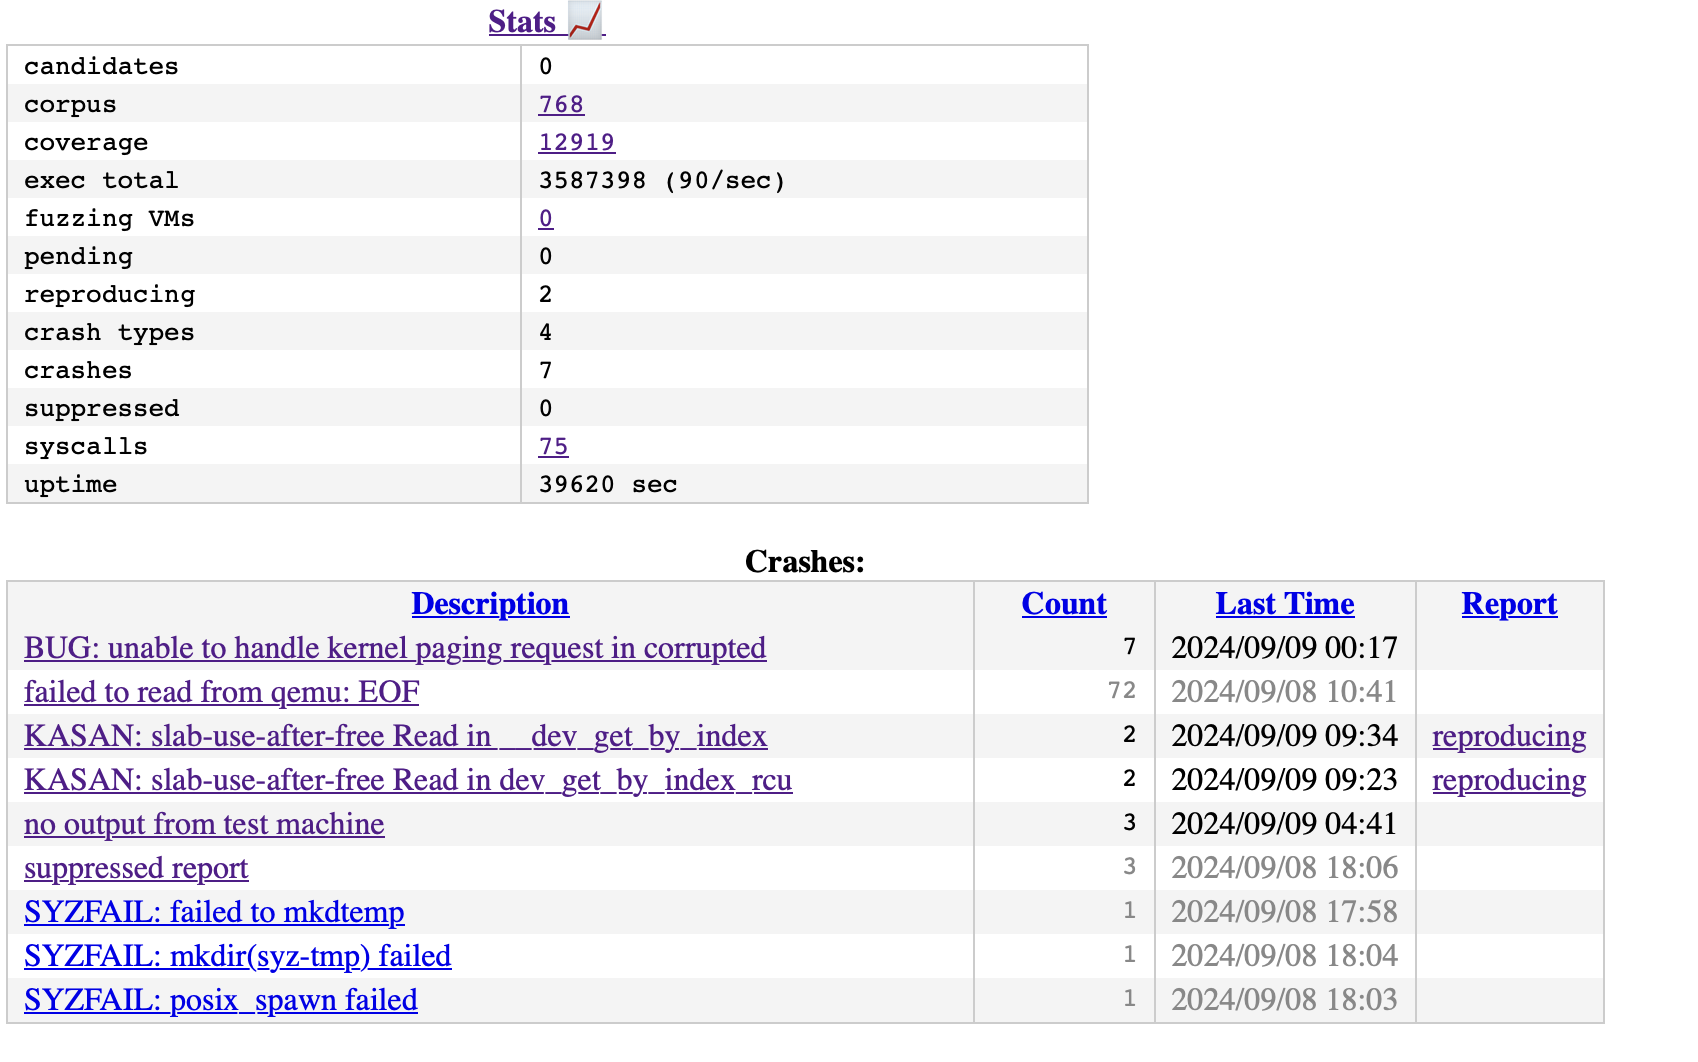 Stats 📈
candidates 0
corpus 768
coverage 12919
exec total 3587398 (90/sec)
fuzzing VMs 0
pending 0
reproducing 2
crash types 4
crashes 7
suppressed 0
syscalls 75
uptime 39620 sec
Crashes:
Description Count Last Time Report
BUG: unable to handle kernel paging request in corrupted 7 2024/09/09 00:17
failed to read from qemu: EOF 72 2024/09/08 10:41
KASAN: slab-use-after-free Read in __dev_get_by_index 2 2024/09/09 09:34 reproducing
KASAN: slab-use-after-free Read in dev_get_by_index_rcu 2 2024/09/09 09:23 reproducing
no output from test machine 3 2024/09/09 04:41
suppressed report 3 2024/09/08 18:06
SYZFAIL: failed to mkdtemp 1 2024/09/08 17:58
SYZFAIL: mkdir(syz-tmp) failed 1 2024/09/08 18:04
SYZFAIL: posix_spawn failed 1 2024/09/08 18:03